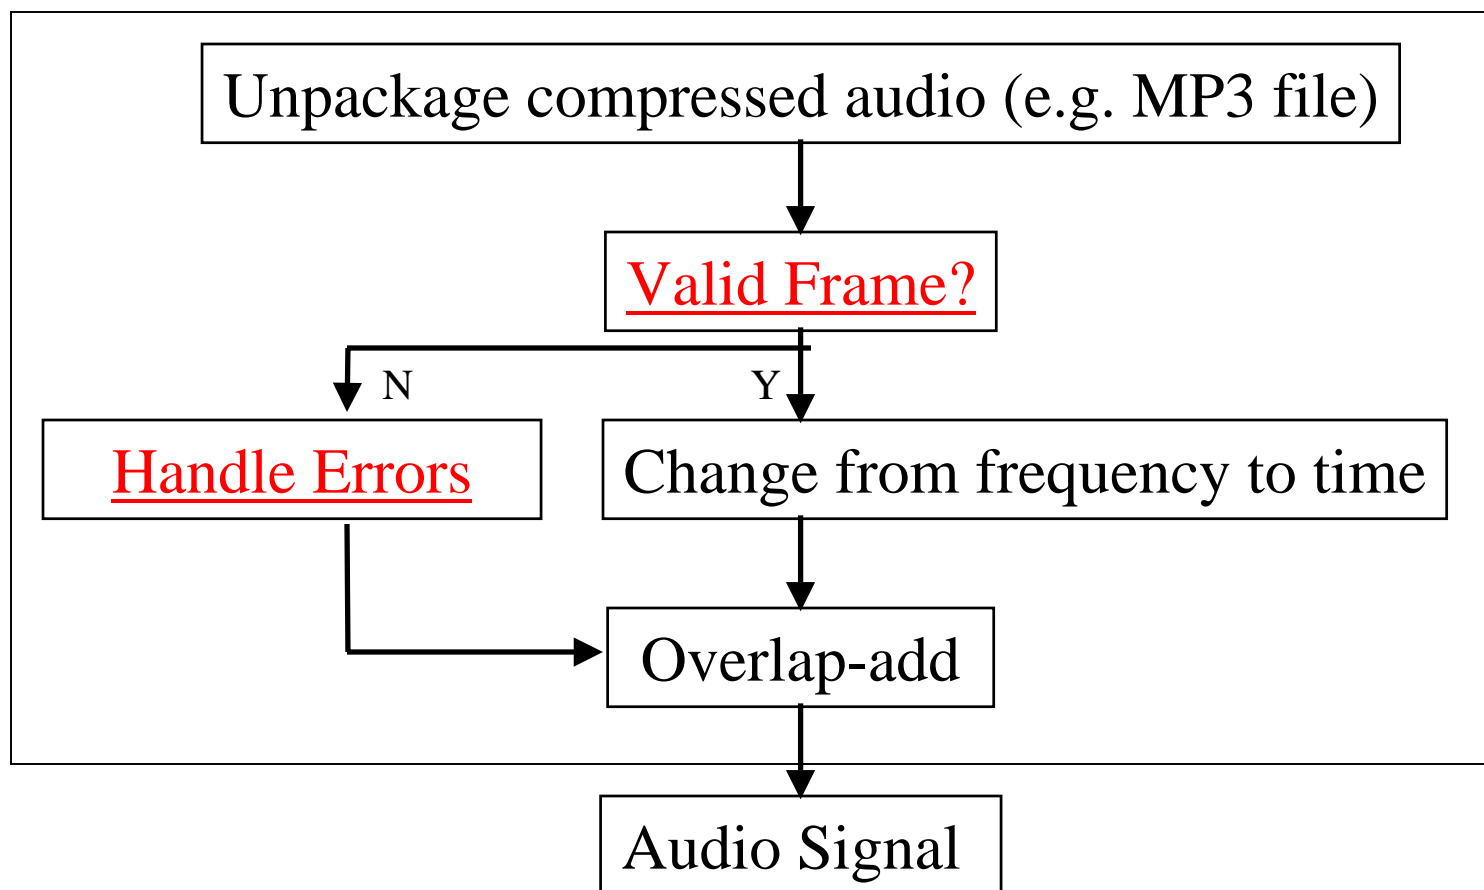 Unpackage compressed audio (e.g. MP3 file)
Valid Frame?
N
Y
Handle Errors
Change from frequency to time
Overlap-add
Audio Signal